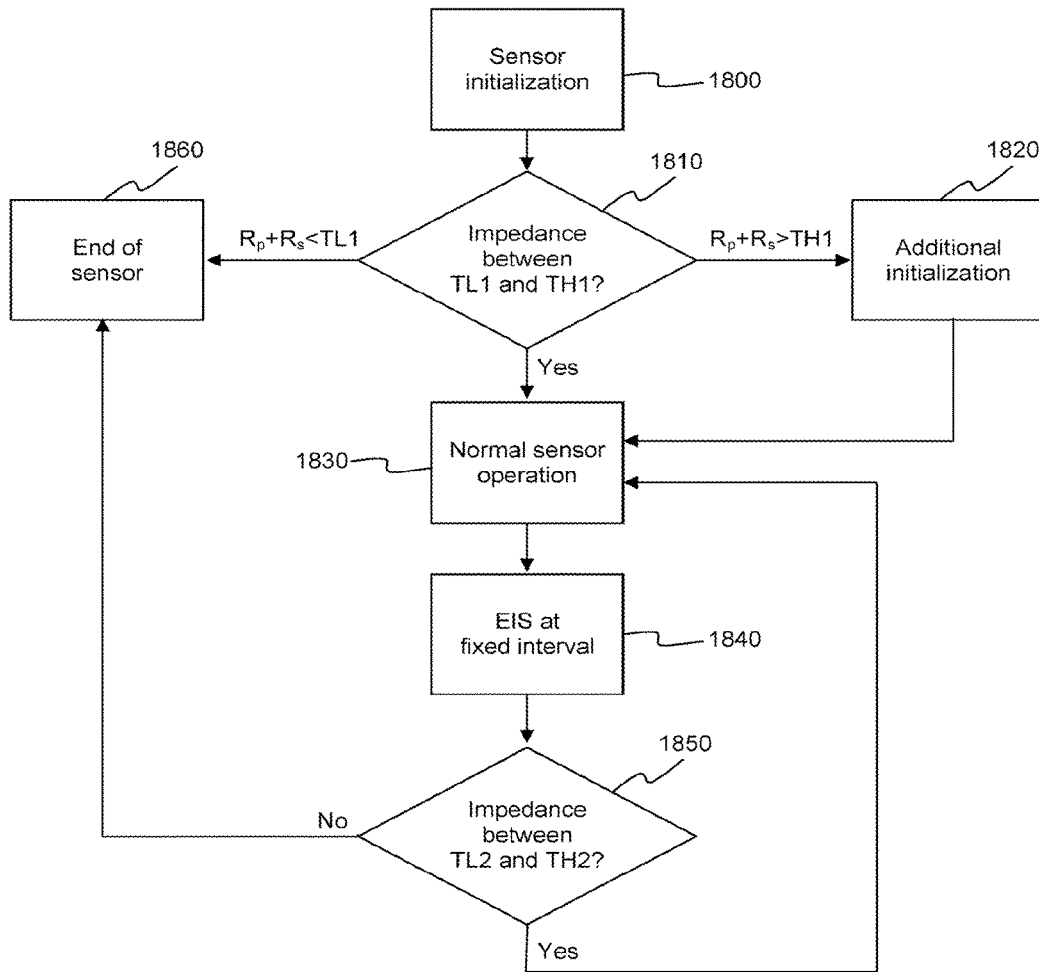 Sensor
initialization
1800
1860
1810
1820
End of
sensor
Rₚ+Rₛ<TL1
Impedance
between
TL1 and TH1?
Rₚ+Rₛ>TH1
Additional
initialization
Yes
1830
Normal sensor
operation
EIS at
fixed interval
1840
1850
No
Impedance
between
TL2 and TH2?
Yes